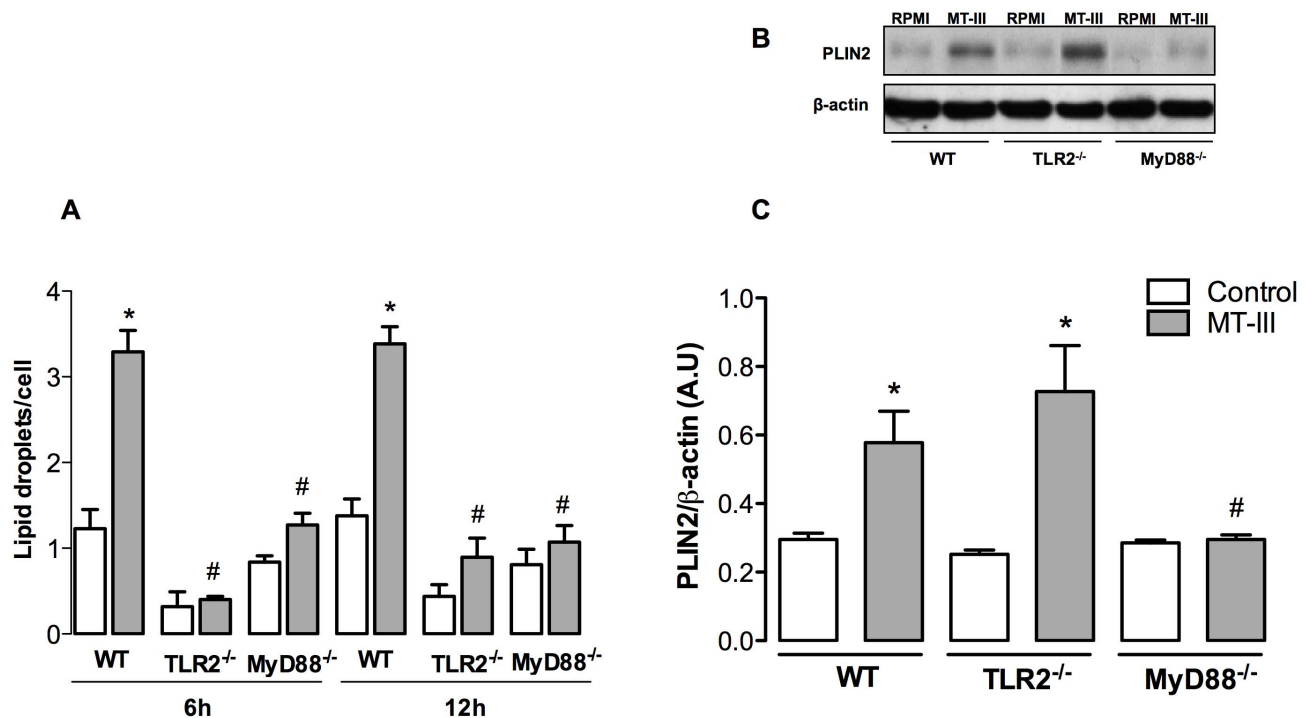 B
RPMI MT-III RPMI MT-III RPMI MT-III
PLIN2
β-actin
WT TLR2-/- MyD88-/-
A
4
3
2
1
0
Lipid droplets/cell
* # # * # #
WT TLR2-/- MyD88-/- WT TLR2-/- MyD88-/-
6h 12h
C
Control
MT-III
1.0
0.8
0.6
0.4
0.2
0.0
PLIN2/β-actin (A.U)
* * #
WT TLR2-/- MyD88-/-